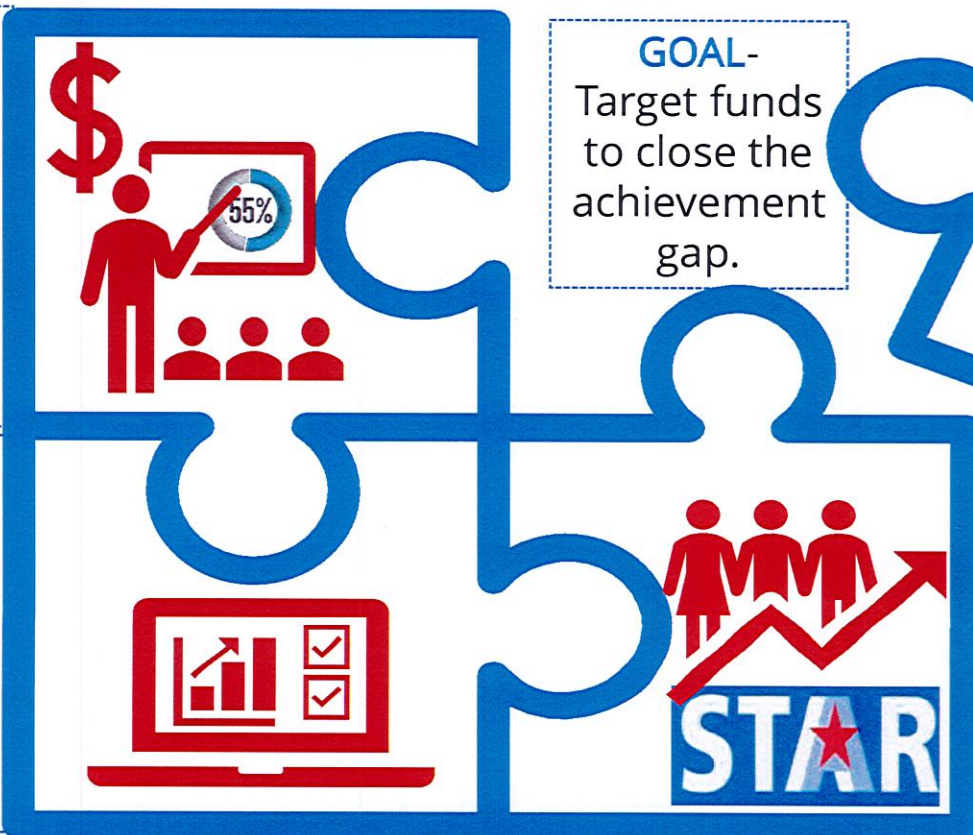 $
55%
GOAL-
Target funds
to close the
achievement
gap.
STAR